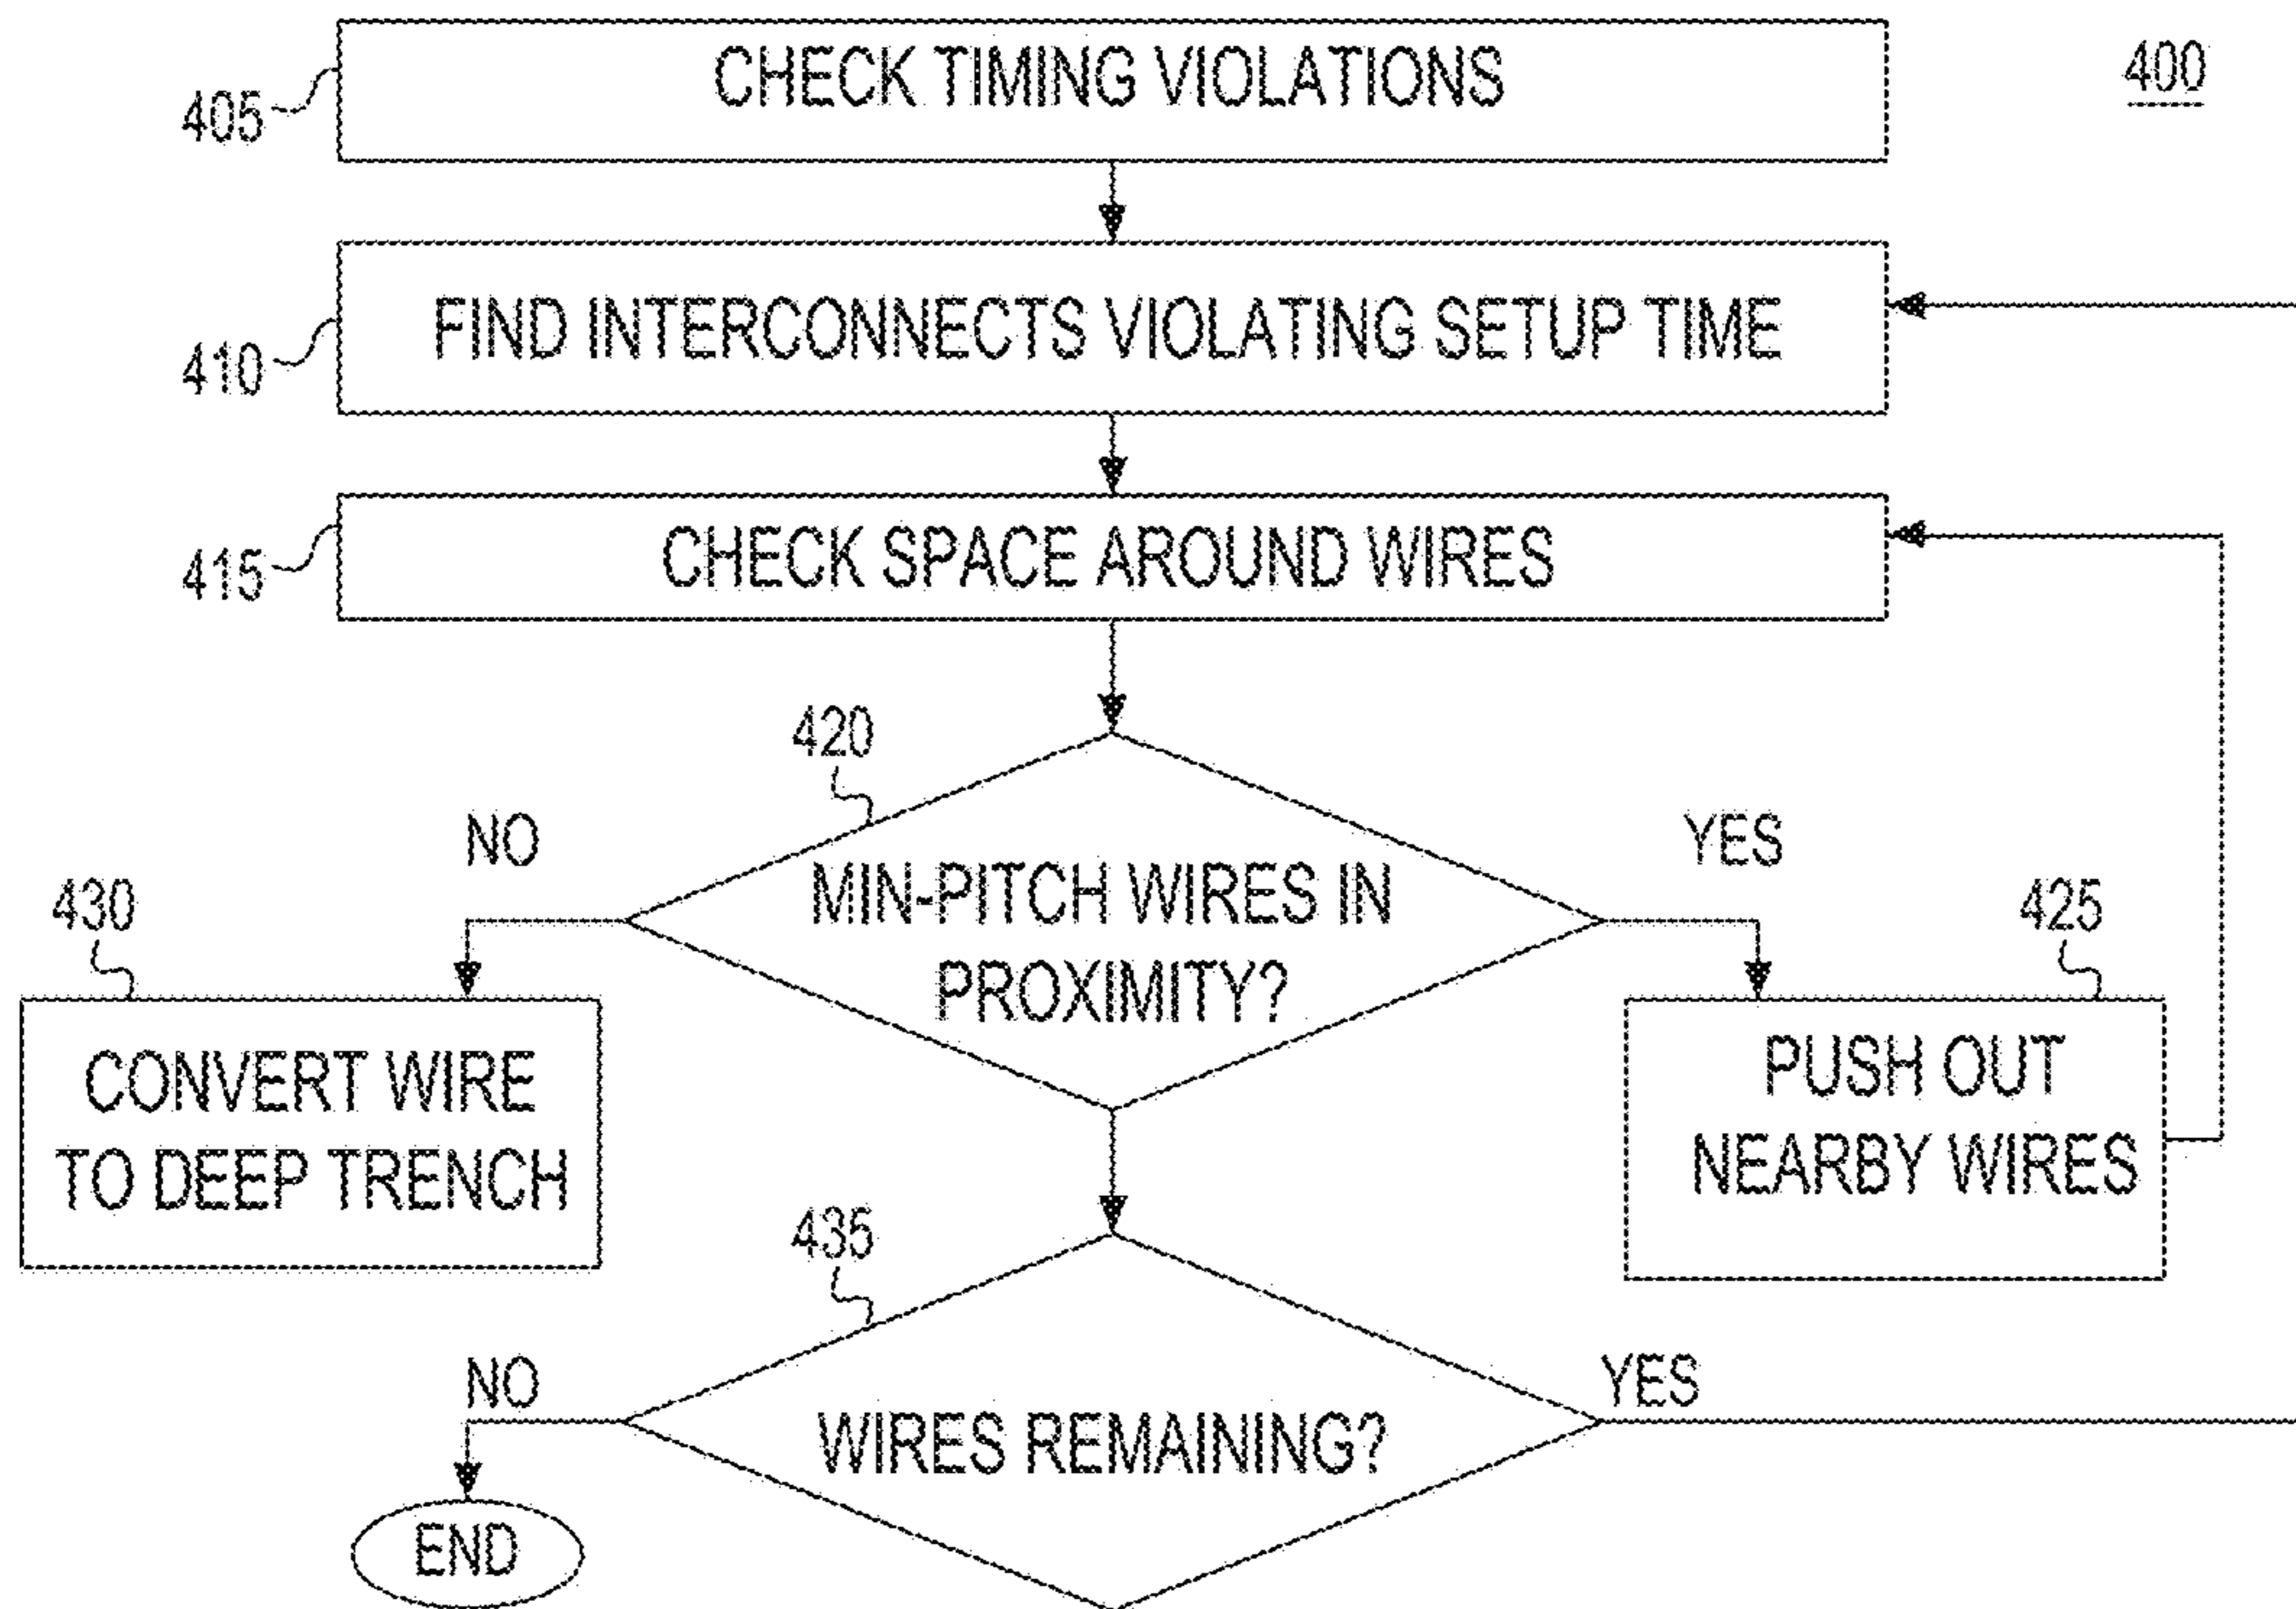 CHECK TIMING VIOLATIONS
400
405
FIND INTERCONNECTS VIOLATING SETUP TIME
410
CHECK SPACE AROUND WIRES
415
420
NO
YES
MIN-PITCH WIRES IN
PROXIMITY?
430
425
CONVERT WIRE
TO DEEP TRENCH
PUSH OUT
NEARBY WIRES
435
NO
YES
WIRES REMAINING?
END